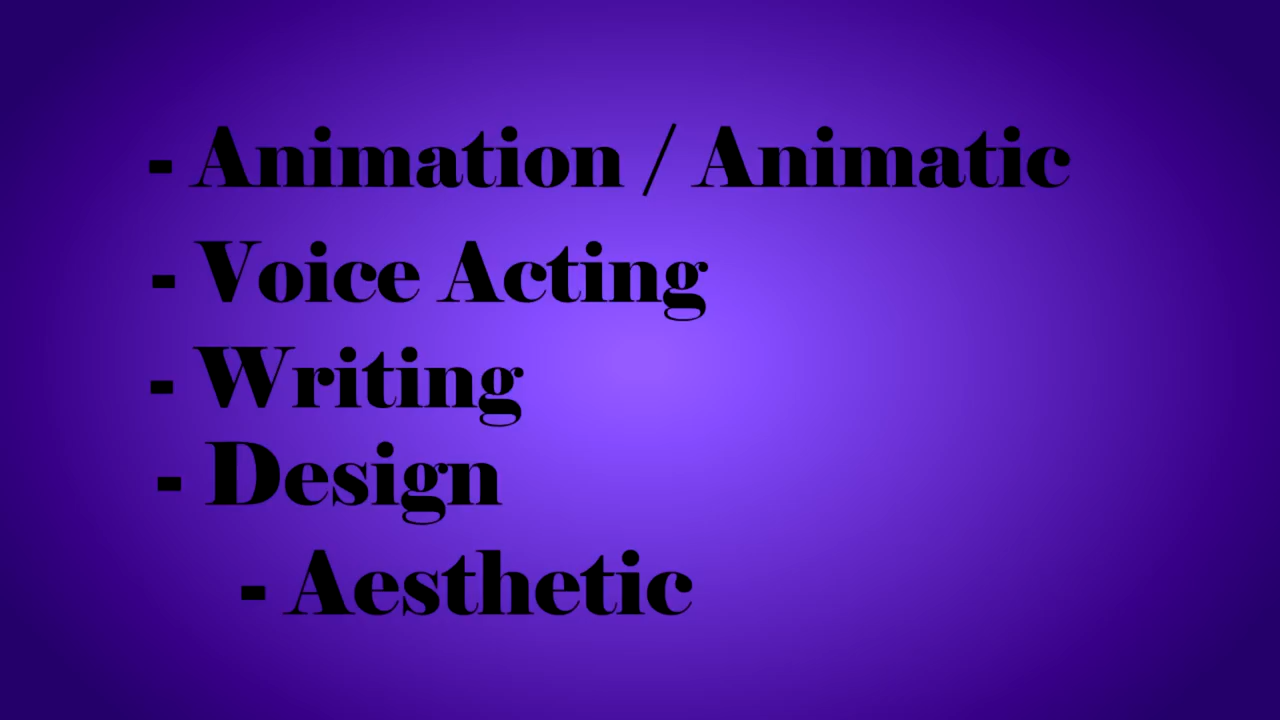 - Animation / Animatic
- Voice Acting
- Writing
- Design
- Aesthetic